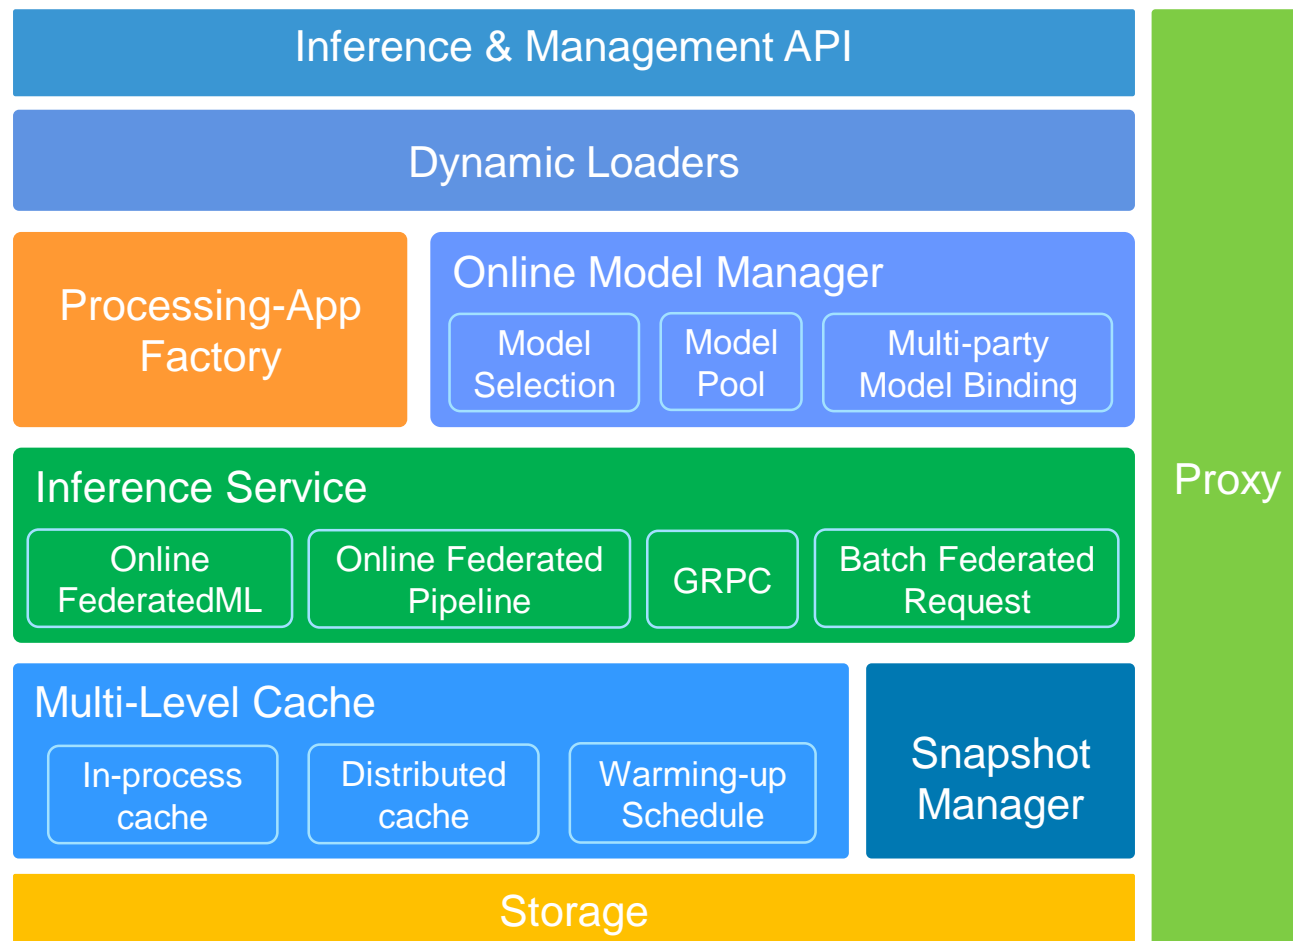 Inference & Management API
Dynamic Loaders
Processing-App
Factory
Online Model Manager
Model
Selection
Model
Pool
Multi-party
Model Binding
Inference Service
Online
FederatedML
Online Federated
Pipeline
GRPC
Batch Federated
Request
Multi-Level Cache
In-process
cache
Distributed
cache
Warming-up
Schedule
Snapshot
Manager
Storage
Proxy